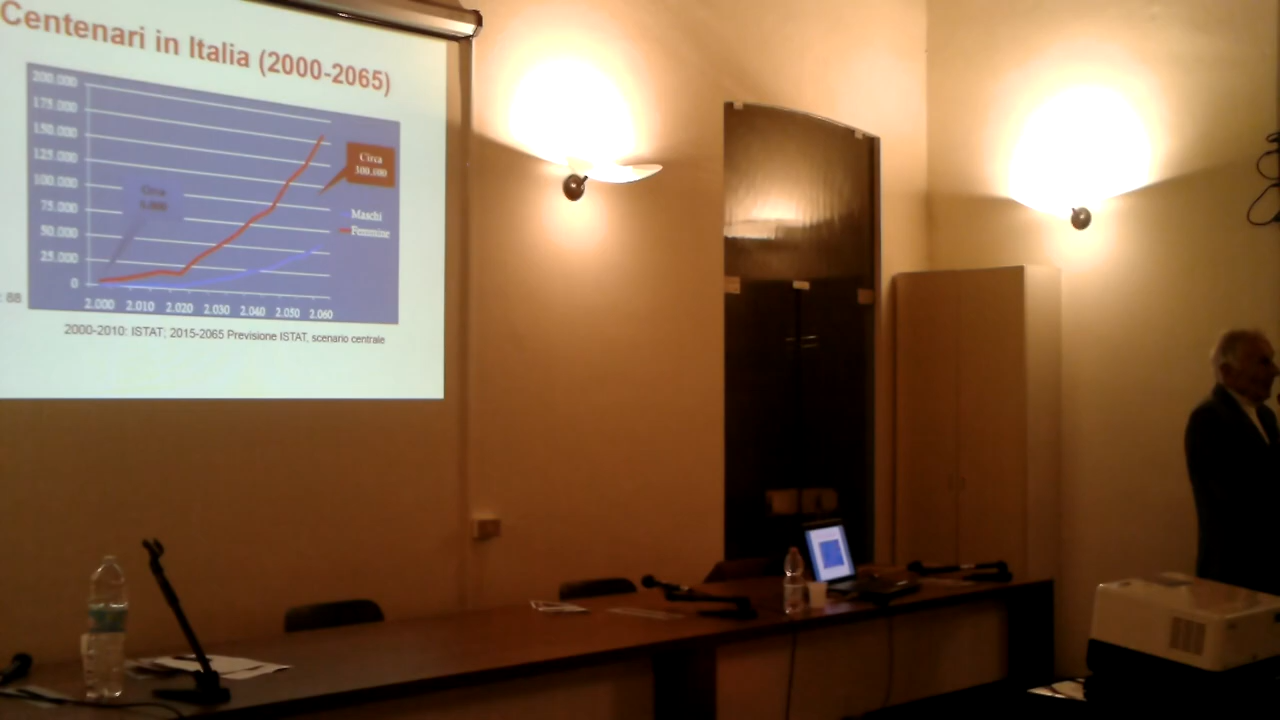 Centenari in Italia (2000-2065)
200.000
175.000
150.000
125.000
100.000
75.000
50.000
25.000
0
Circa
Circa
300.000
Maschi
Femmine
2.000 2.010 2.020 2.030 2.040 2.050 2.060
: 88
2000-2010: ISTAT; 2015-2065 Previsione ISTAT, scenario centrale